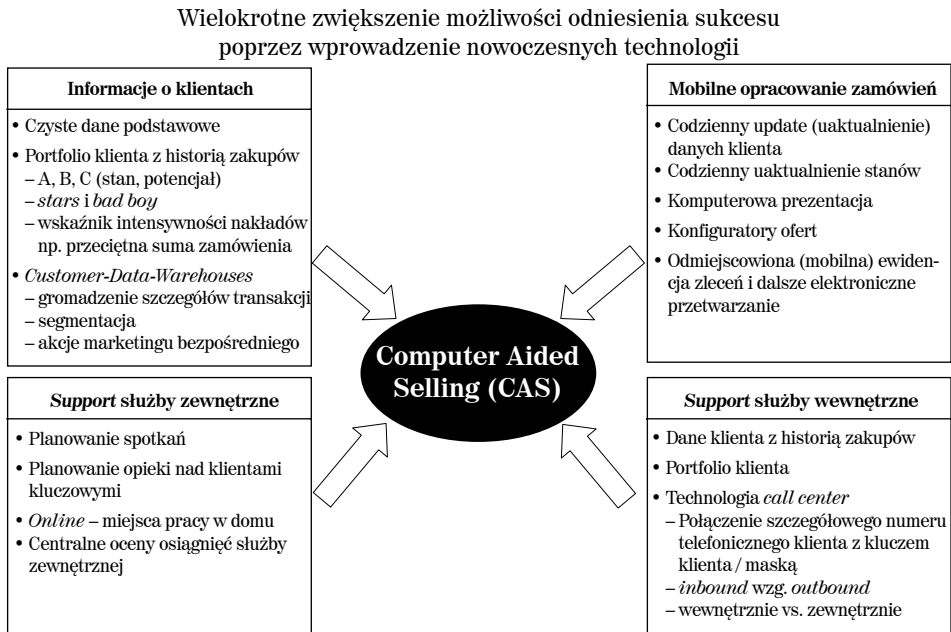 Wielokrotne zwiększenie możliwości odniesienia sukcesu
poprzez wprowadzenie nowoczesnych technologii
Informacje o klientach
• Czyste dane podstawowe
• Portfolio klienta z historią zakupów
– A, B, C (stan, potencjał)
– stars i bad boy
– wskaźnik intensywności nakładów
np. przeciętna suma zamówienia
• Customer-Data-Warehouses
– gromadzenie szczegółów transakcji
– segmentacja
– akcje marketingu bezpośredniego
Mobilne opracowanie zamówień
• Codzienny update (uaktualnienie)
danych klienta
• Codzienny uaktualnienie stanów
• Komputerowa prezentacja
• Konfiguratory ofert
• Odmiejscowiona (mobilna) ewiden-
cja zleceń i dalsze elektroniczne
przetwarzanie
Computer Aided
Selling (CAS)
Support służby zewnętrzne
• Planowanie spotkań
• Planowanie opieki nad klientami
kluczowymi
• Online – miejsca pracy w domu
• Centralne oceny osiągnięć służby
zewnętrznej
Support służby wewnętrzne
• Dane klienta z historią zakupów
• Portfolio klienta
• Technologia call center
– Połączenie szczegółowego numeru
telefonicznego klienta z kluczem
klienta / maską
– inbound wzg. outbound
– wewnętrznie vs. zewnętrznie